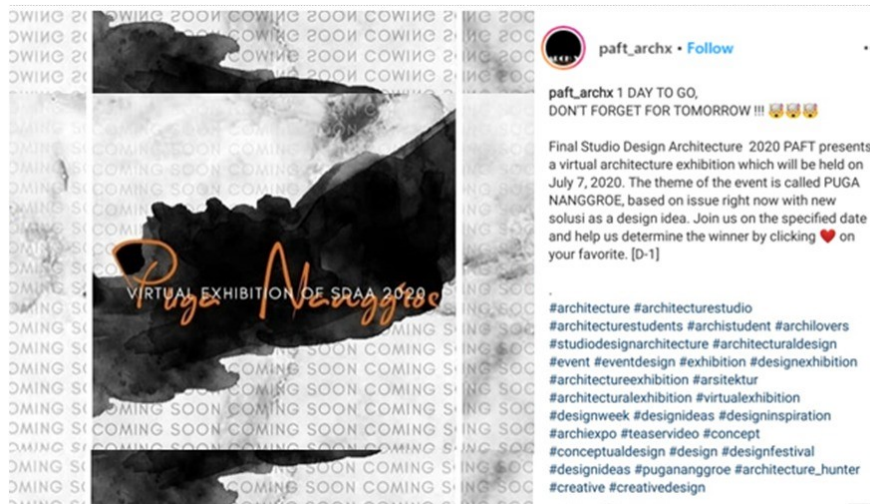 COMING SOON COMING SOON COMING SOON
Puga Nanggroe
VIRTUAL EXHIBITION OF SDAA 2020
paft_archx • Follow
paft_archx 1 DAY TO GO,
DON'T FORGET FOR TOMORROW !!! 🤯🤯🤯
Final Studio Design Architecture 2020 PAFT presents
a virtual architecture exhibition which will be held on
July 7, 2020. The theme of the event is called PUGA
NANGGROE, based on issue right now with new
solusi as a design idea. Join us on the specified date
and help us determine the winner by clicking ❤️ on
your favorite. [D-1]
.
#architecture #architecturestudio
#architecturestudents #archistudent #archilovers
#studiodesignarchitecture #architecturaldesign
#event #eventdesign #exhibition #designexhibition
#architectureexhibition #arsitektur
#architecturalexhibition #virtualexhibition
#designweek #designideas #designinspiration
#archiexpo #teaservideo #concept
#conceptualdesign #design #designfestival
#designideas #pugananggroe #architecture_hunter
#creative #creativedesign